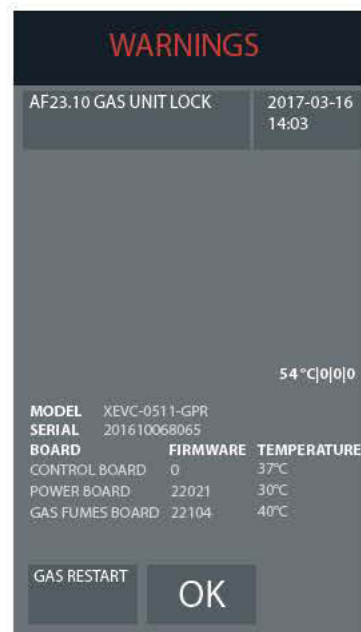 WARNINGS
AF23.10 GAS UNIT LOCK 2017-03-16
14:03
54°C|0|0|0
MODEL XEVC-0511-GPR
SERIAL 201610068065
BOARD FIRMWARE TEMPERATURE
CONTROL BOARD 0 37°C
POWER BOARD 22021 30°C
GAS FUMES BOARD 22104 40°C
GAS RESTART OK